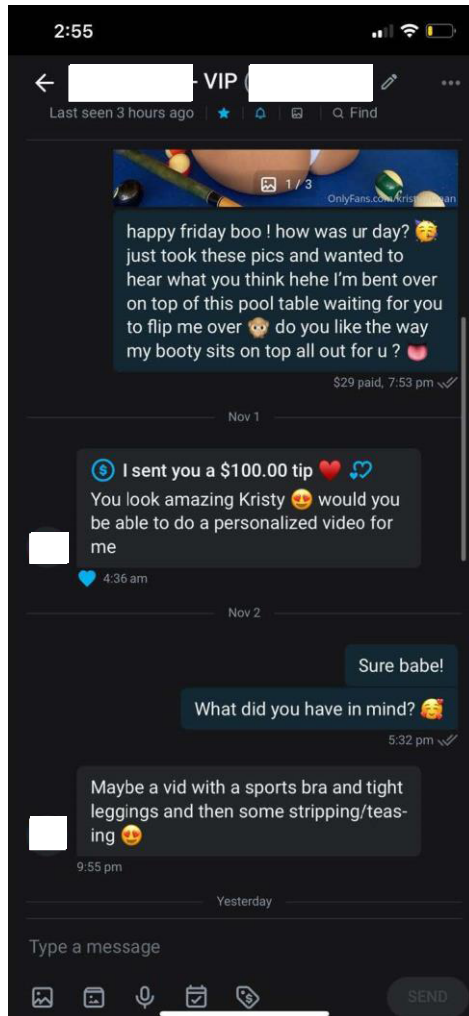 2:55
- VIP (
Last seen 3 hours ago
Find
1 / 3
happy friday boo ! how was ur day? 🥳
just took these pics and wanted to
hear what you think hehe I'm bent over
on top of this pool table waiting for you
to flip me over 🙊 do you like the way
my booty sits on top all out for u ? 👅
$29 paid, 7:53 pm
Nov 1
I sent you a $100.00 tip ❤️
You look amazing Kristy 😍 would you
be able to do a personalized video for
me
4:36 am
Nov 2
Sure babe!
What did you have in mind? 🥰
5:32 pm
Maybe a vid with a sports bra and tight
leggings and then some stripping/teas-
ing 😍
9:55 pm
Yesterday
Type a message
SEND